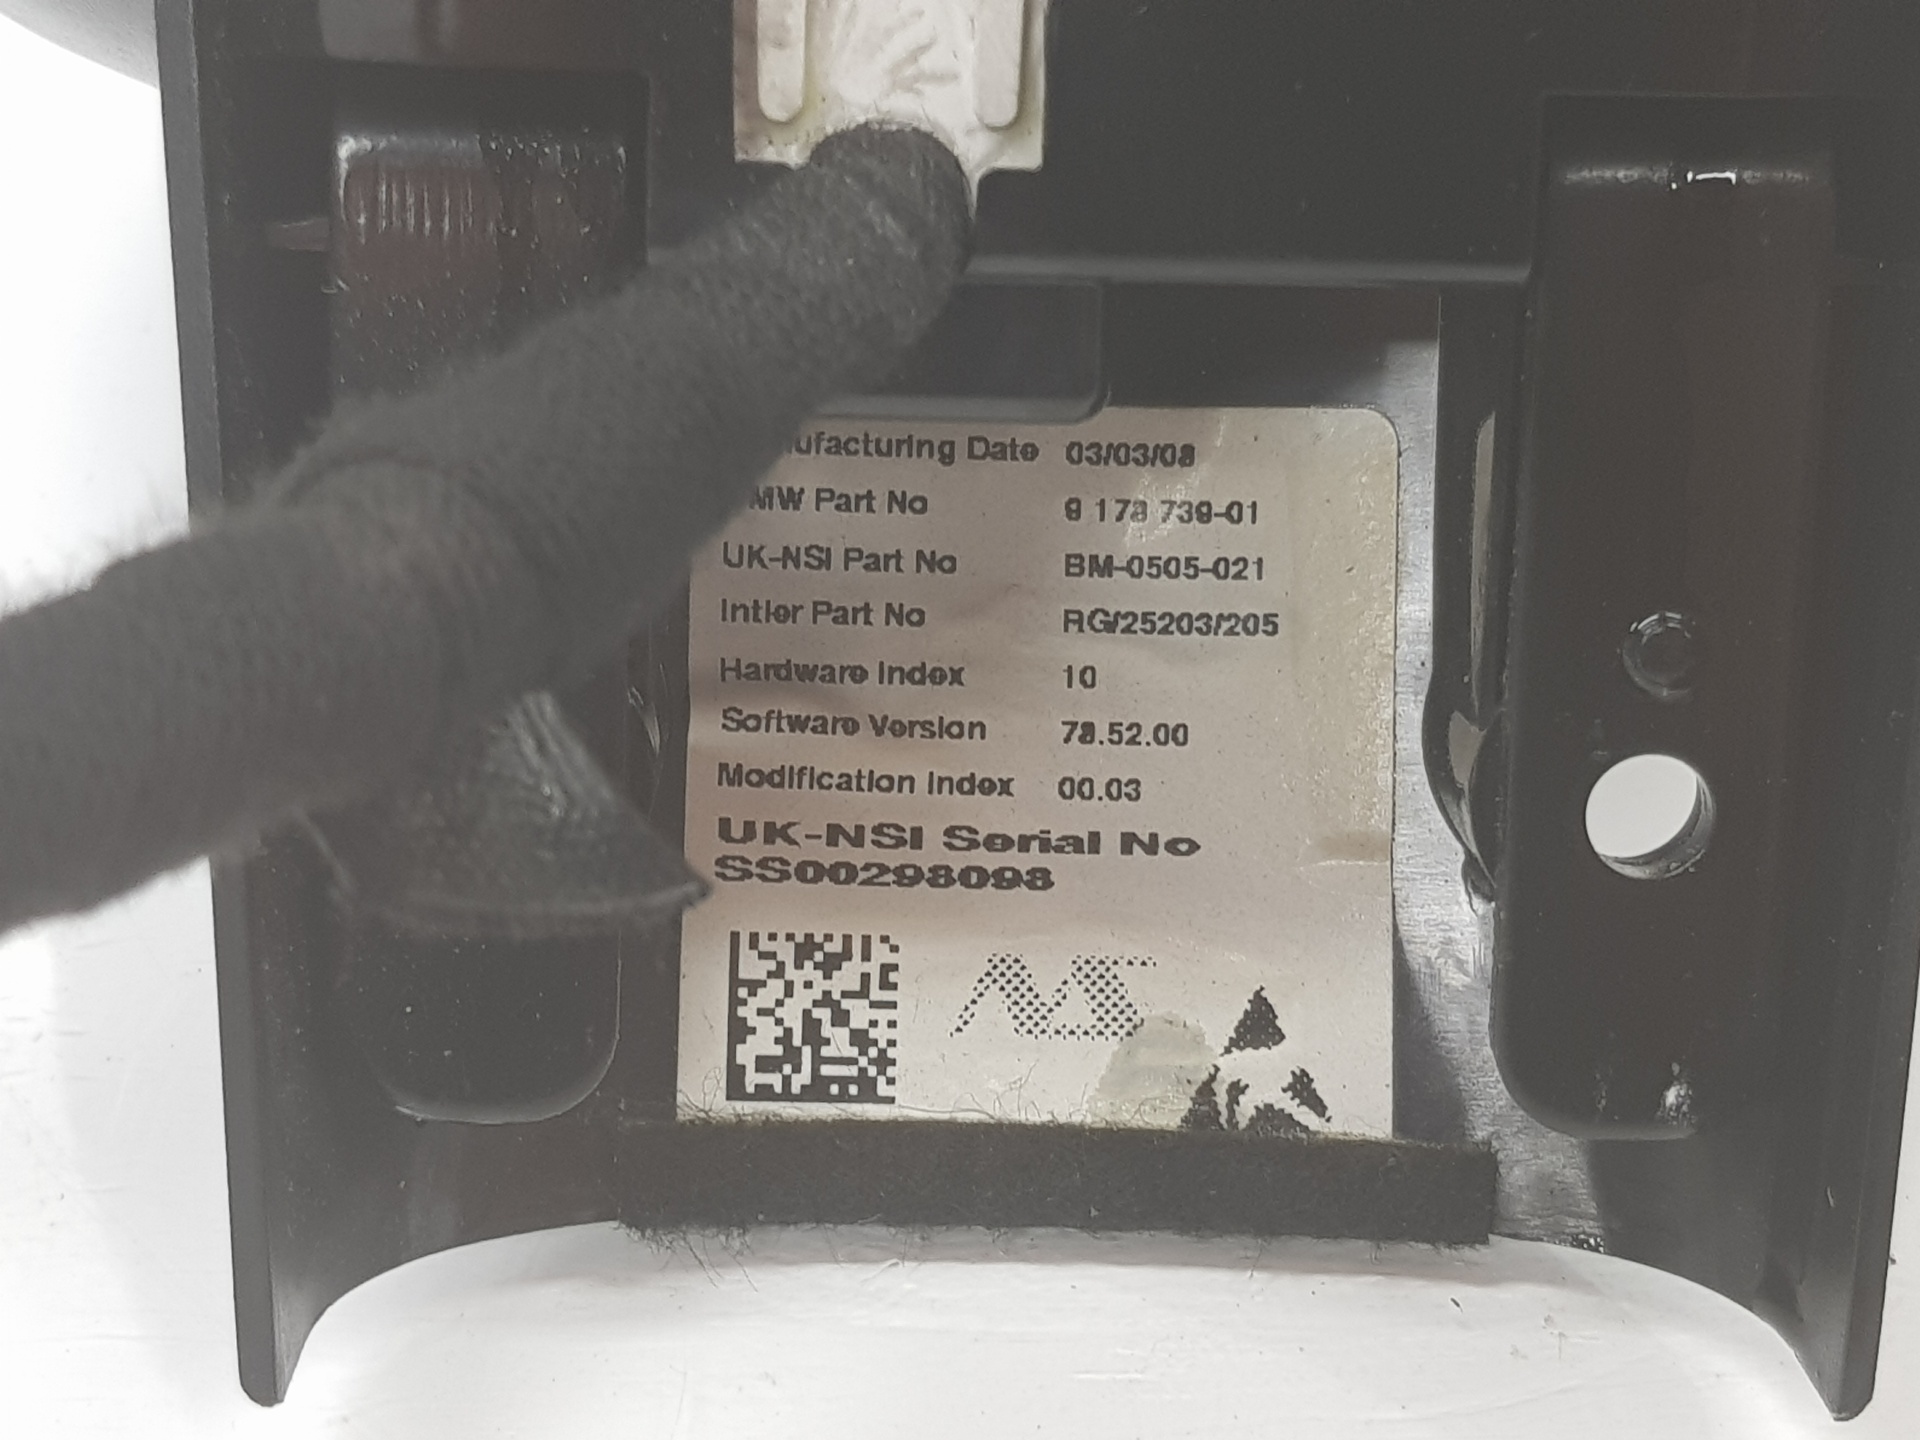 ufacturing Date 03/03/08
MW Part No 9 178 739-01
UK-NSI Part No BM-0505-021
Intier Part No RG/25203/205
Hardware Index 10
Software Version 78.52.00
Modification Index 00.03
UK-NSI Serial No
SS00298098
NS